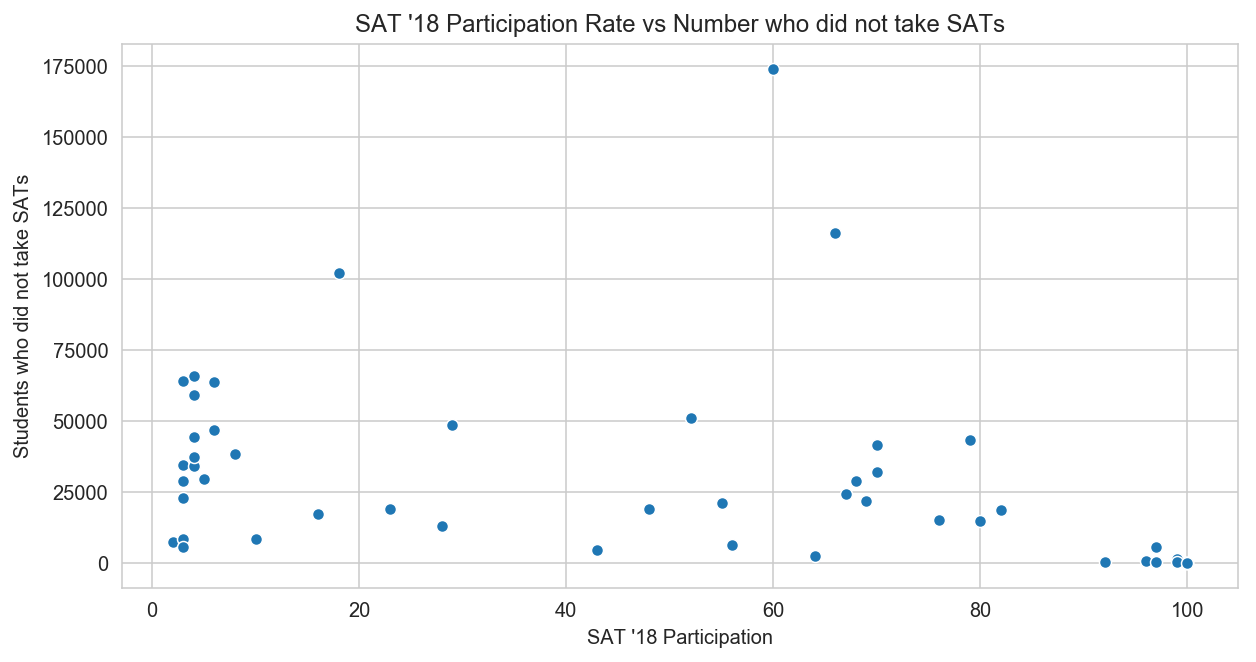 SAT '18 Participation Rate vs Number who did not take SATs
Students who did not take SATs
175000
150000
125000
100000
75000
50000
25000
0
0 20 40 60 80 100
SAT '18 Participation